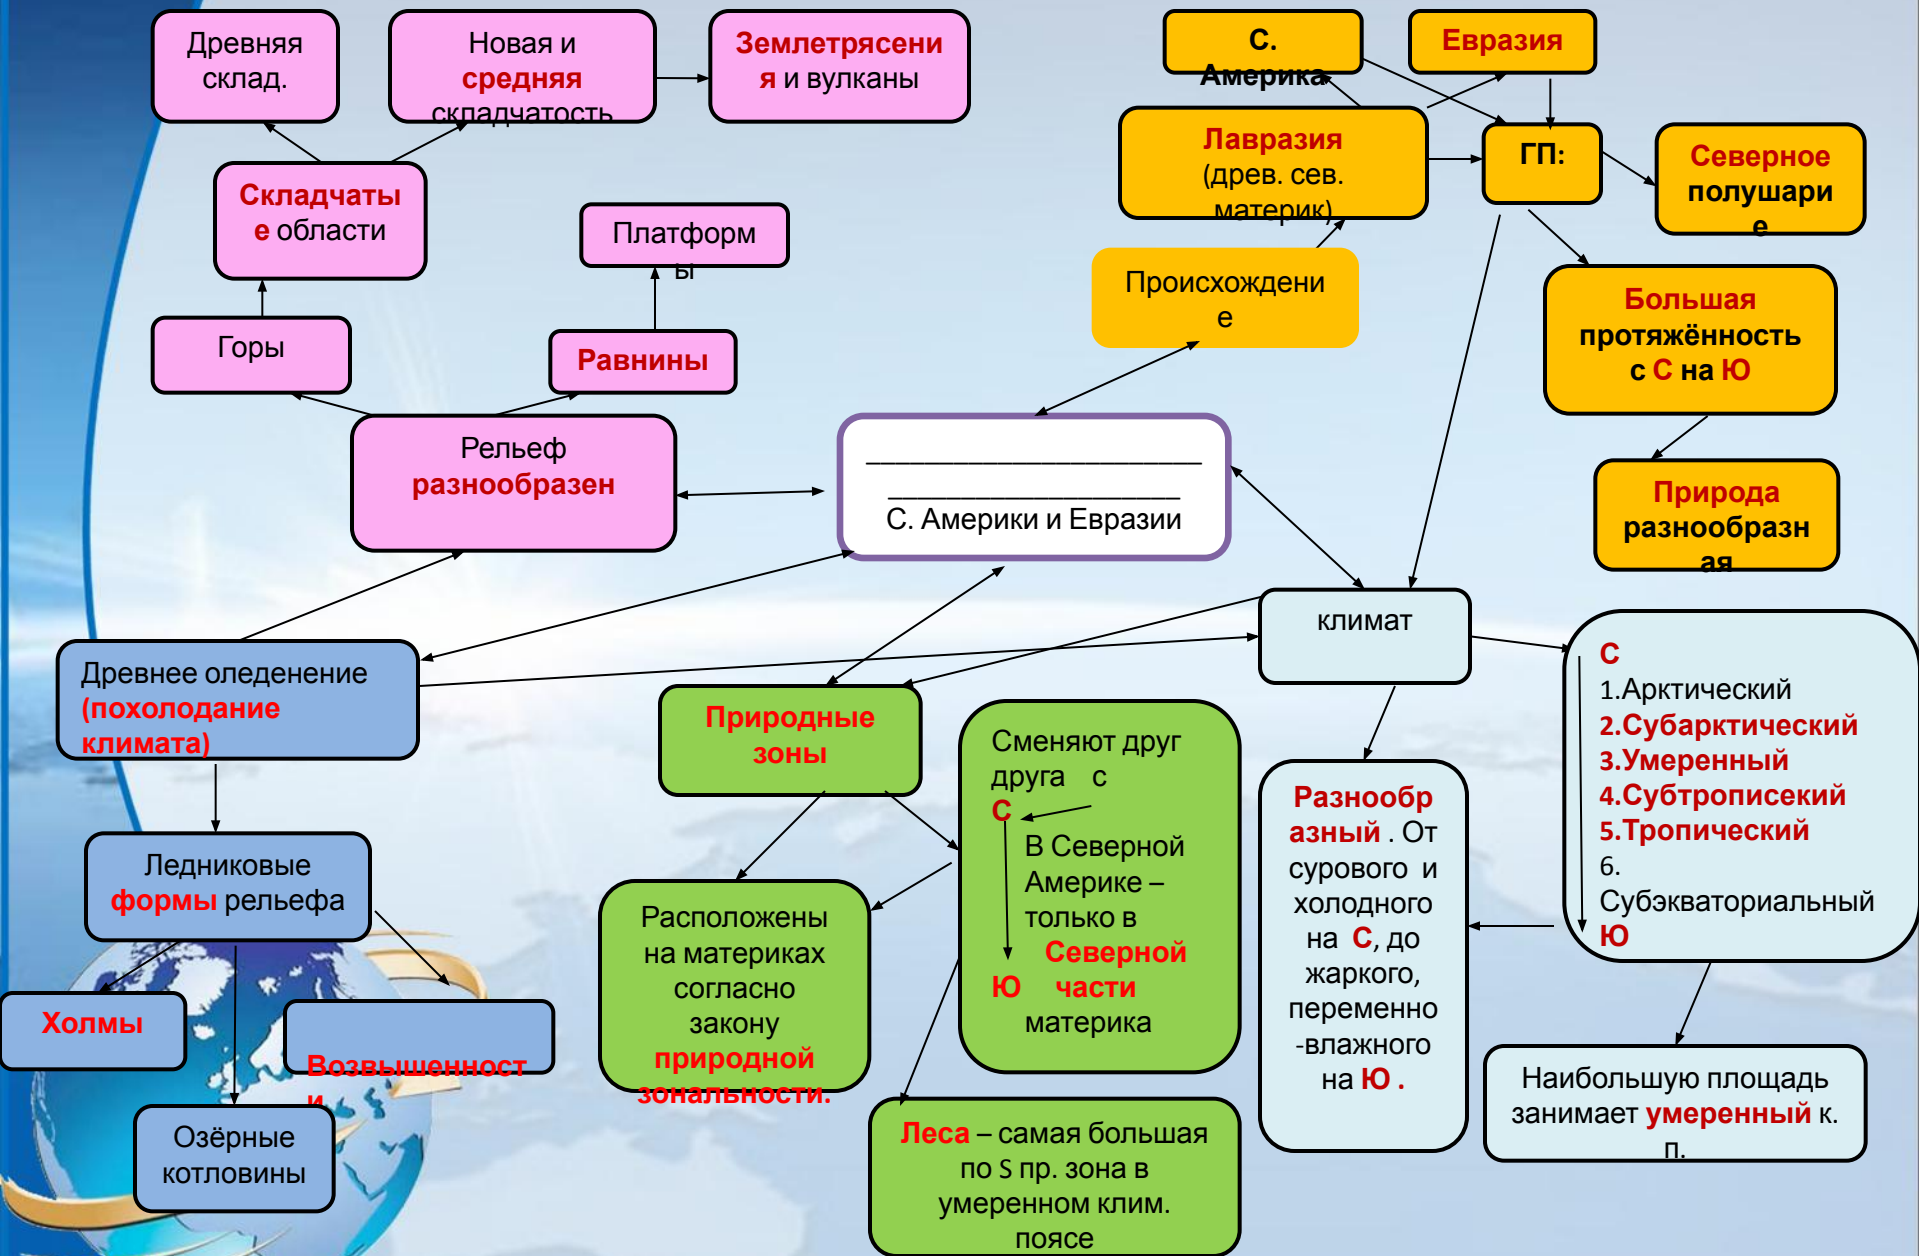 Древняя
склад.
Новая и
средняя
складчатость
Землетрясени
я и вулканы
С.
Америка
Евразия
Лавразия
(древ. сев.
материк)
ГП:
Северное
полушари
е
Складчаты
е области
Платформ
ы
Происхождени
е
Большая
протяжённость
с С на Ю
Горы
Равнины
Рельеф
разнообразен
_______________________
____________________
С. Америки и Евразии
Природа
разнообразн
ая
климат
Древнее оледенение
(похолодание
климата)
Природные
зоны
Сменяют друг
друга с
С
В Северной
Америке –
только в
Северной
Ю части
материка
Разнообр
азный . От
сурового и
холодного
на С, до
жаркого,
переменно
-влажного
на Ю .
С
1.Арктический
2.Субарктический
3.Умеренный
4.Субтрописекий
5.Тропический
6.
Субэкваториальный
Ю
Ледниковые
формы рельефа
Расположены
на материках
согласно
закону
природной
зональности.
Холмы
Возвышенност
и
Озёрные
котловины
Леса – самая большая
по S пр. зона в
умеренном клим.
поясе
Наибольшую площадь
занимает умеренный к.
п.